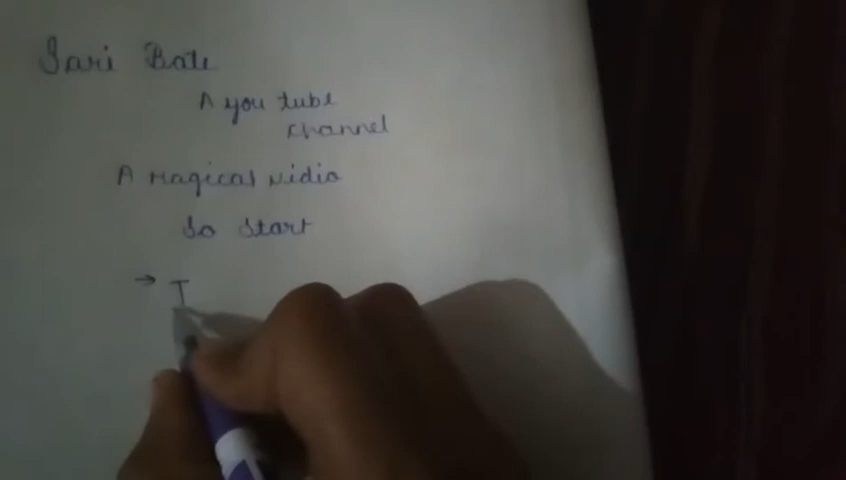 Sari Bate
A you tube
channel
A magical vidio
So start
→ T